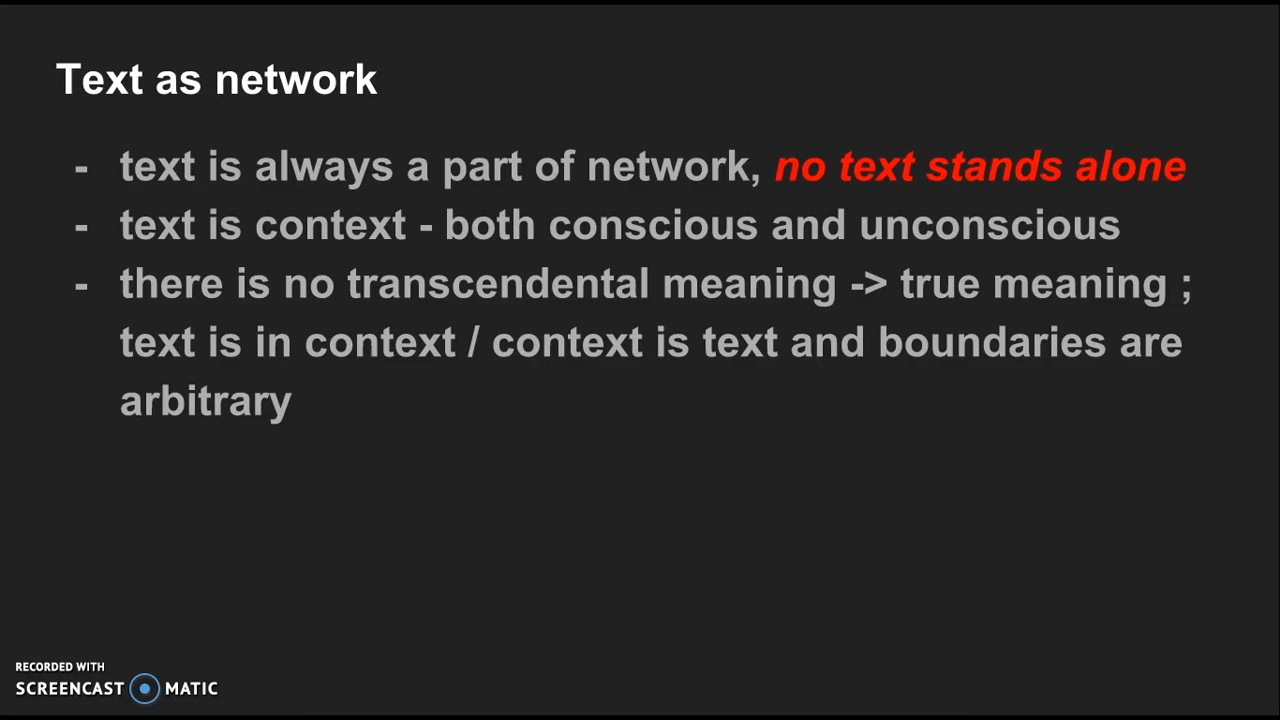 Text as network
- text is always a part of network, no text stands alone
- text is context - both conscious and unconscious
- there is no transcendental meaning -> true meaning ;
text is in context / context is text and boundaries are
arbitrary
RECORDED WITH
SCREENCAST MATIC